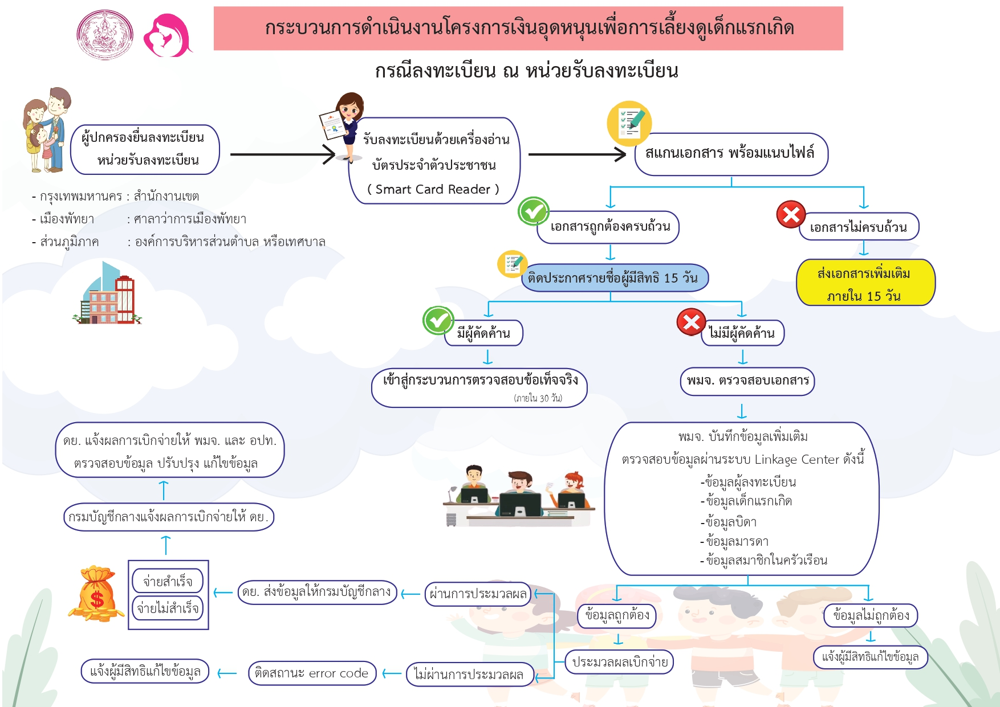 กระบวนการดำเนินงานโครงการเงินอุดหนุนเพื่อการเลี้ยงดูเด็กแรกเกิด
กรณีลงทะเบียน ณ หน่วยรับลงทะเบียน
ผู้ปกครองยื่นลงทะเบียน
หน่วยรับลงทะเบียน
- กรุงเทพมหานคร : สำนักงานเขต
- เมืองพัทยา : ศาลาว่าการเมืองพัทยา
- ส่วนภูมิภาค : องค์การบริหารส่วนตำบล หรือเทศบาล
รับลงทะเบียนด้วยเครื่องอ่าน
บัตรประจำตัวประชาชน
( Smart Card Reader )
สแกนเอกสาร พร้อมแนบไฟล์
เอกสารถูกต้องครบถ้วน
เอกสารไม่ครบถ้วน
ติดประกาศรายชื่อผู้มีสิทธิ 15 วัน
ส่งเอกสารเพิ่มเติม
ภายใน 15 วัน
มีผู้คัดค้าน
ไม่มีผู้คัดค้าน
เข้าสู่กระบวนการตรวจสอบข้อเท็จจริง
(ภายใน 30 วัน)
พมจ. ตรวจสอบเอกสาร
พมจ. บันทึกข้อมูลเพิ่มเติม
ตรวจสอบข้อมูลผ่านระบบ Linkage Center ดังนี้
-ข้อมูลผู้ลงทะเบียน
-ข้อมูลเด็กแรกเกิด
-ข้อมูลบิดา
-ข้อมูลมารดา
-ข้อมูลสมาชิกในครัวเรือน
ข้อมูลถูกต้อง
ข้อมูลไม่ถูกต้อง
ประมวลผลเบิกจ่าย
แจ้งผู้มีสิทธิแก้ไขข้อมูล
ผ่านการประมวลผล
ดย. ส่งข้อมูลให้กรมบัญชีกลาง
จ่ายสำเร็จ
จ่ายไม่สำเร็จ
กรมบัญชีกลางแจ้งผลการเบิกจ่ายให้ ดย.
ดย. แจ้งผลการเบิกจ่ายให้ พมจ. และ อปท.
ตรวจสอบข้อมูล ปรับปรุง แก้ไขข้อมูล
ไม่ผ่านการประมวลผล
ติดสถานะ error code
แจ้งผู้มีสิทธิแก้ไขข้อมูล